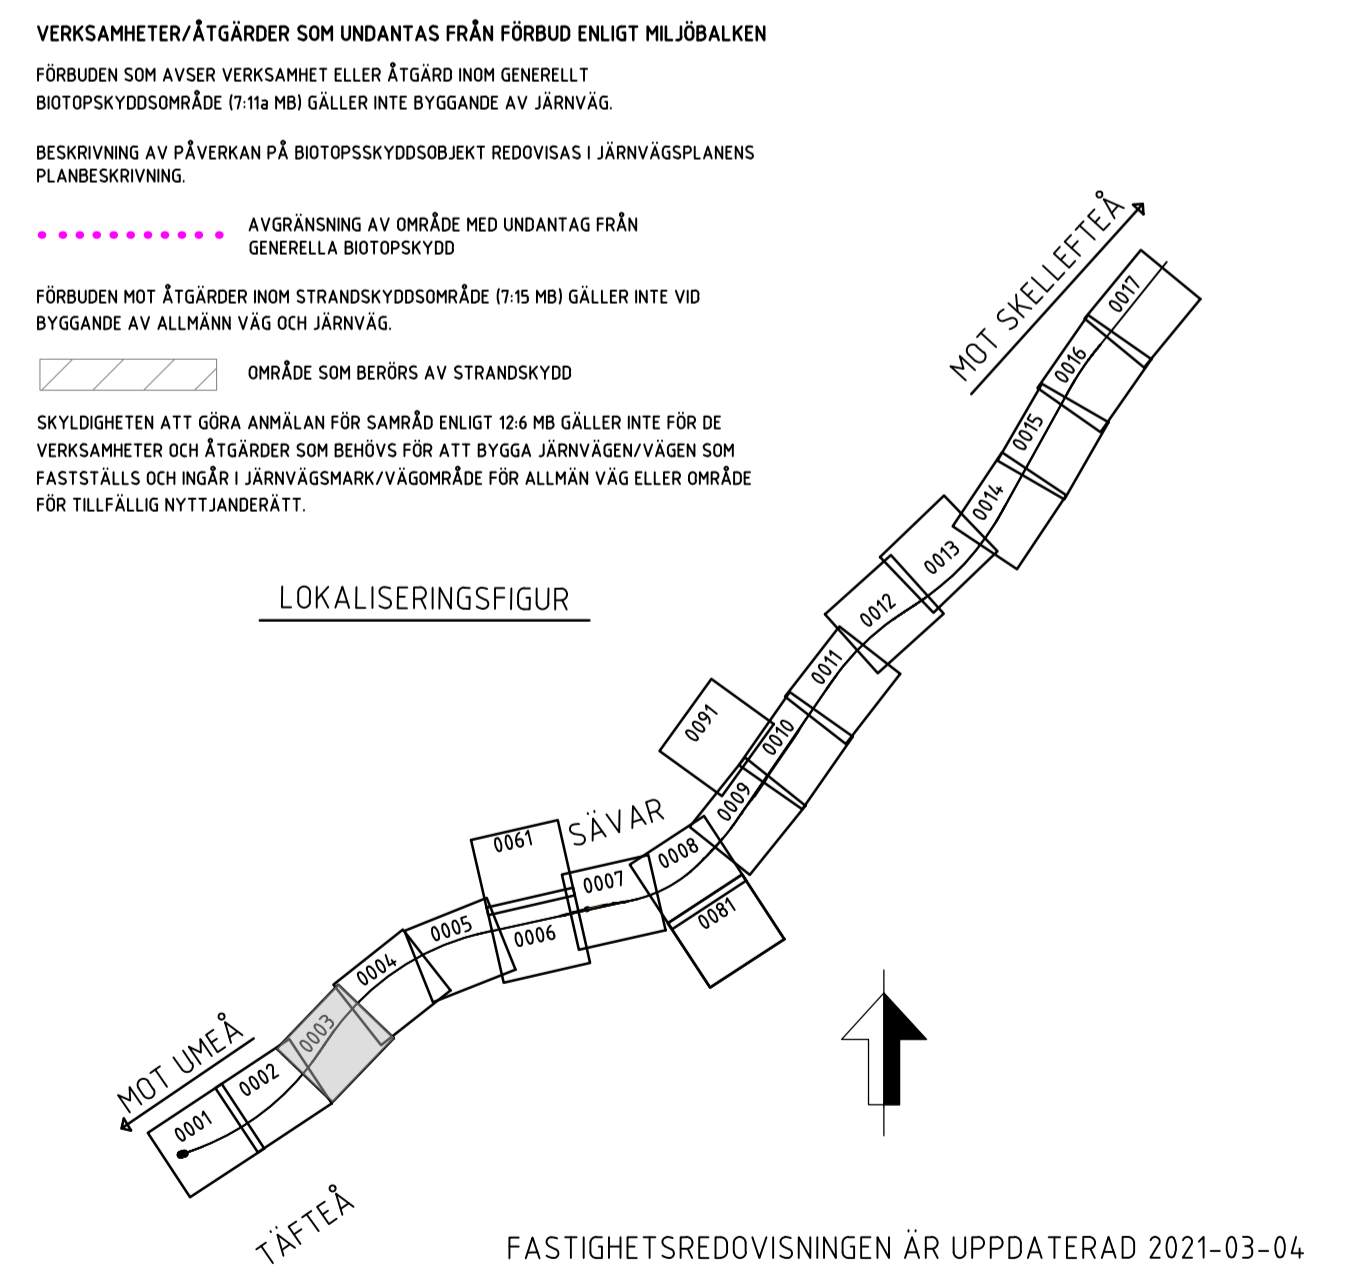 VERKSAMHETER/ÅTGÄRDER SOM UNDANTAS FRÅN FÖRBUD ENLIGT MILJÖBALKEN
FÖRBUDEN SOM AVSER VERKSAMHET ELLER ÅTGÄRD INOM GENERELLT
BIOTOPSKYDDSOMRÅDE (7:11a MB) GÄLLER INTE BYGGANDE AV JÄRNVÄG.
BESKRIVNING AV PÅVERKAN PÅ BIOTOPSSKYDDSOBJEKT REDOVISAS I JÄRNVÄGSPLANENS
PLANBESKRIVNING.
AVGRÄNSNING AV OMRÅDE MED UNDANTAG FRÅN
GENERELLA BIOTOPSKYDD
FÖRBUDEN MOT ÅTGÄRDER INOM STRANDSKYDDSOMRÅDE (7:15 MB) GÄLLER INTE VID
BYGGANDE AV ALLMÄNN VÄG OCH JÄRNVÄG.
OMRÅDE SOM BERÖRS AV STRANDSKYDD
SKYLDIGHETEN ATT GÖRA ANMÄLAN FÖR SAMRÅD ENLIGT 12:6 MB GÄLLER INTE FÖR DE
VERKSAMHETER OCH ÅTGÄRDER SOM BEHÖVS FÖR ATT BYGGA JÄRNVÄGEN/VÄGEN SOM
FASTSTÄLLS OCH INGÅR I JÄRNVÄGSMARK/VÄGOMRÅDE FÖR ALLMÄN VÄG ELLER OMRÅDE
FÖR TILLFÄLLIG NYTTJANDERÄTT.
LOKALISERINGSFIGUR
MOT SKELLEFTEÅ
0017
0016
0015
0014
0013
0012
0011
0091
0010
0009
SÄVAR
0061
0008
0007
0081
0005
0006
0004
0003
MOT UMEÅ
0002
0001
TÄFTEÅ
FASTIGHETSREDOVISNINGEN ÄR UPPDATERAD 2021-03-04